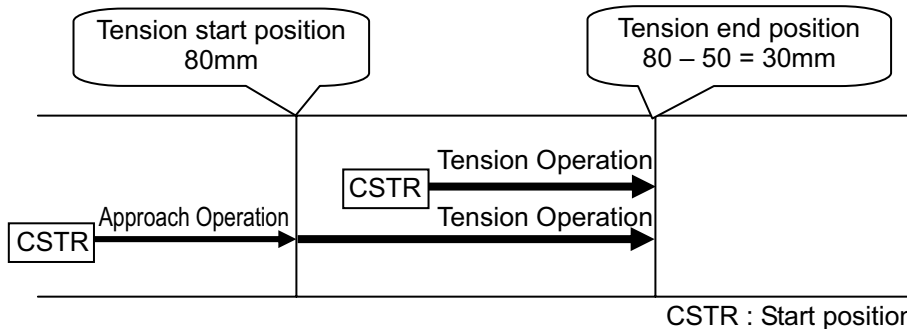 Tension start position
80mm
Tension end position
80 – 50 = 30mm
Tension Operation
CSTR
Approach Operation
Tension Operation
CSTR
CSTR : Start position